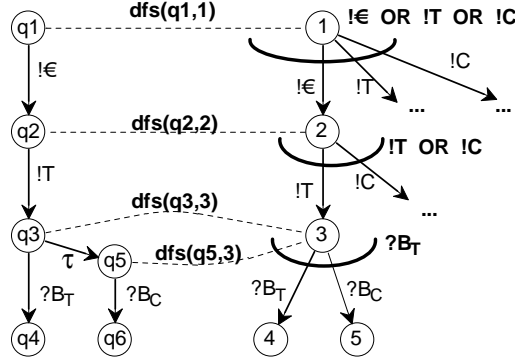 q1 dfs(q1,1) 1 !€ OR !T OR !C
!€ !€ !T !C
... ...
q2 dfs(q2,2) 2 !T OR !C
!T !T !C
...
dfs(q3,3)
q3 3
τ q5 dfs(q5,3) ?B_T
?B_T ?B_C ?B_T ?B_C
q4 q6 4 5